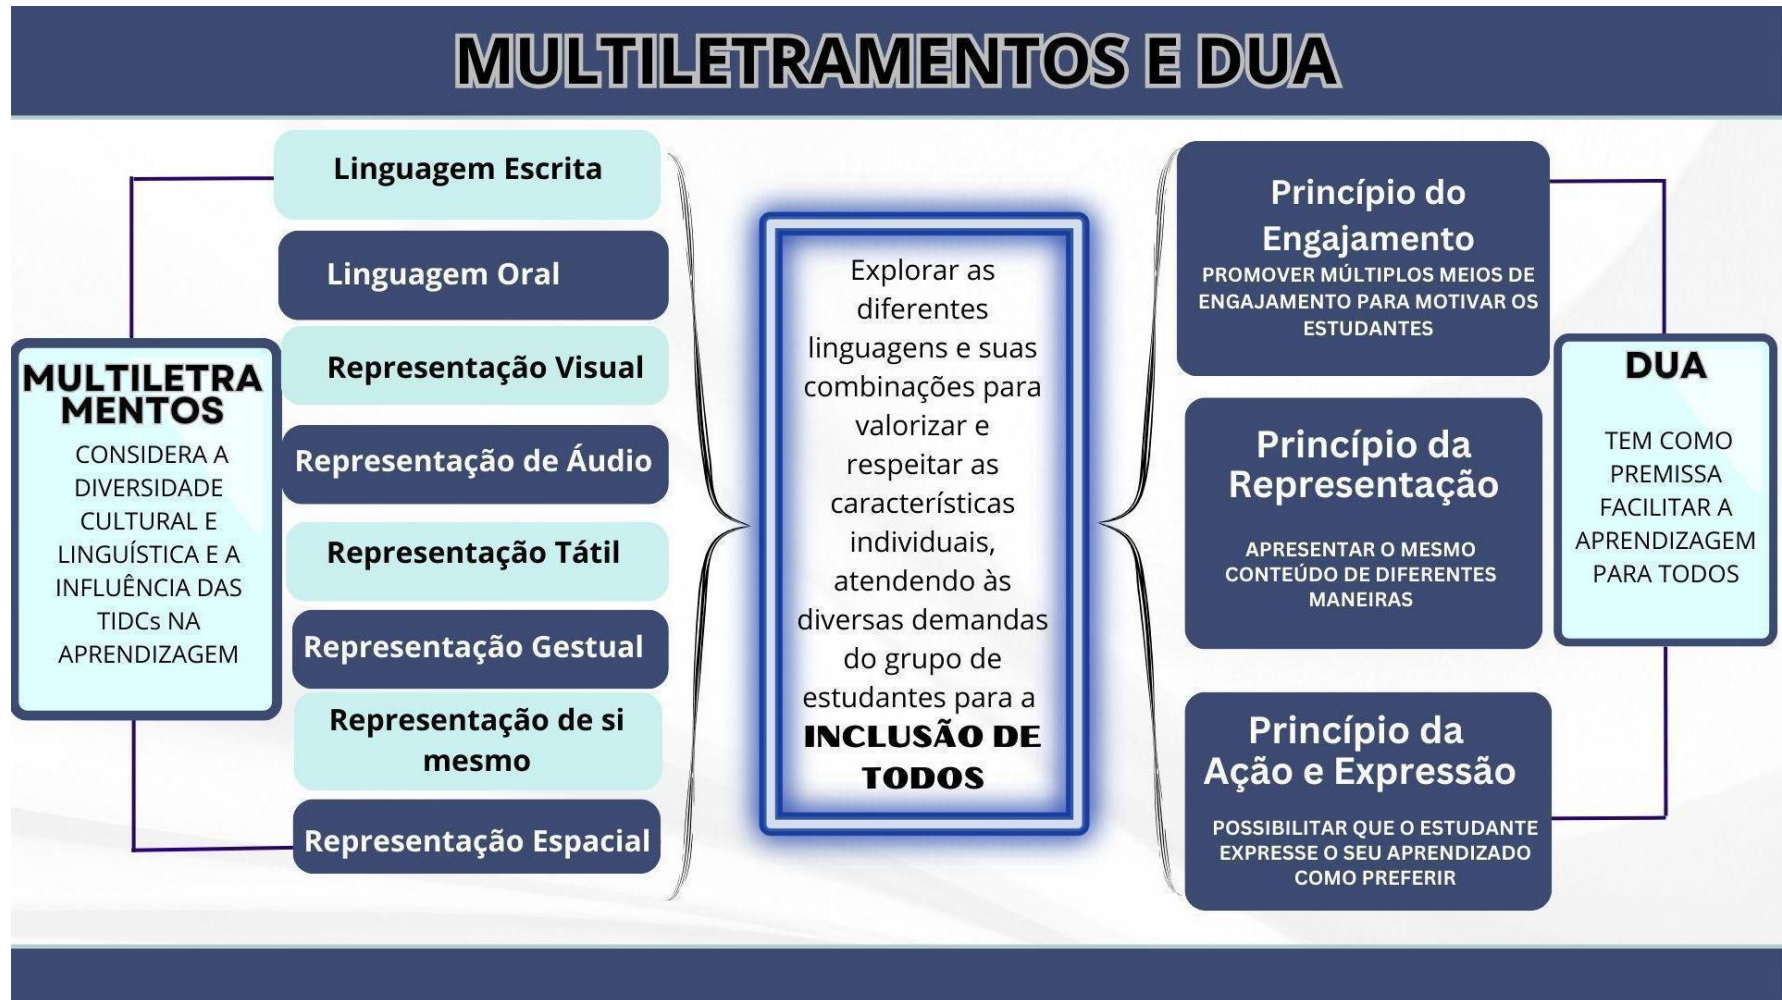 MULTILETRAMENTOS E DUA
MULTILETRA
MENTOS
CONSIDERA A
DIVERSIDADE
CULTURAL E
LINGUÍSTICA E A
INFLUÊNCIA DAS
TIDCs NA
APRENDIZAGEM
Linguagem Escrita
Linguagem Oral
Representação Visual
Representação de Áudio
Representação Tátil
Representação Gestual
Representação de si
mesmo
Representação Espacial
Explorar as
diferentes
linguagens e suas
combinações para
valorizar e
respeitar as
características
individuais,
atendendo às
diversas demandas
do grupo de
estudantes para a
INCLUSÃO DE
TODOS
Princípio do
Engajamento
PROMOVER MÚLTIPLOS MEIOS DE
ENGAJAMENTO PARA MOTIVAR OS
ESTUDANTES
Princípio da
Representação
APRESENTAR O MESMO
CONTEÚDO DE DIFERENTES
MANEIRAS
Princípio da
Ação e Expressão
POSSIBILITAR QUE O ESTUDANTE
EXPRESSE O SEU APRENDIZADO
COMO PREFERIR
DUA
TEM COMO
PREMISSA
FACILITAR A
APRENDIZAGEM
PARA TODOS